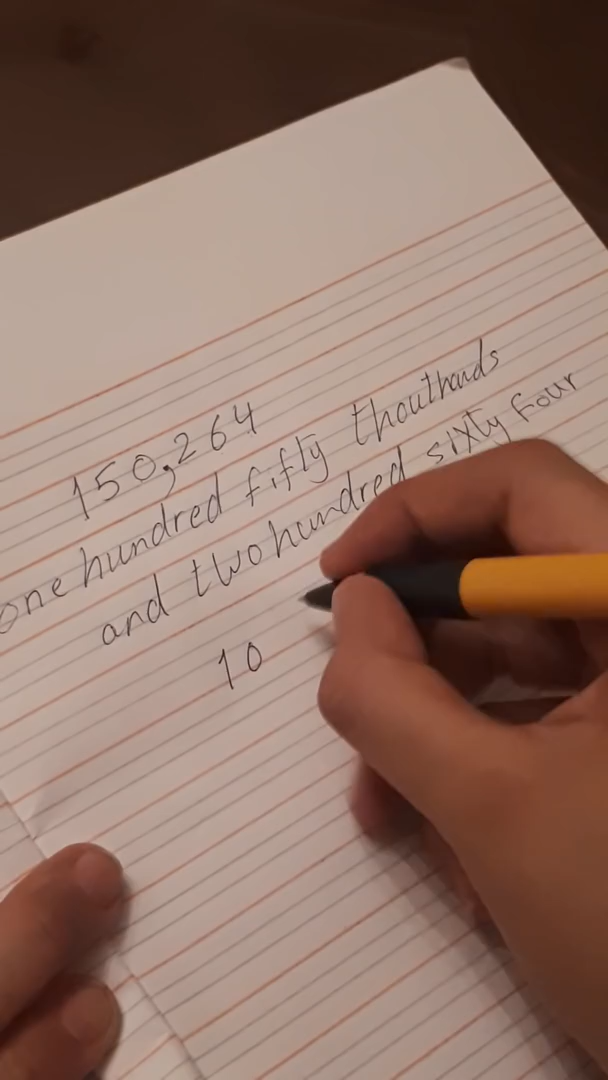 150,264
one hundred fifty thouthands
and two hundred sixty four
10